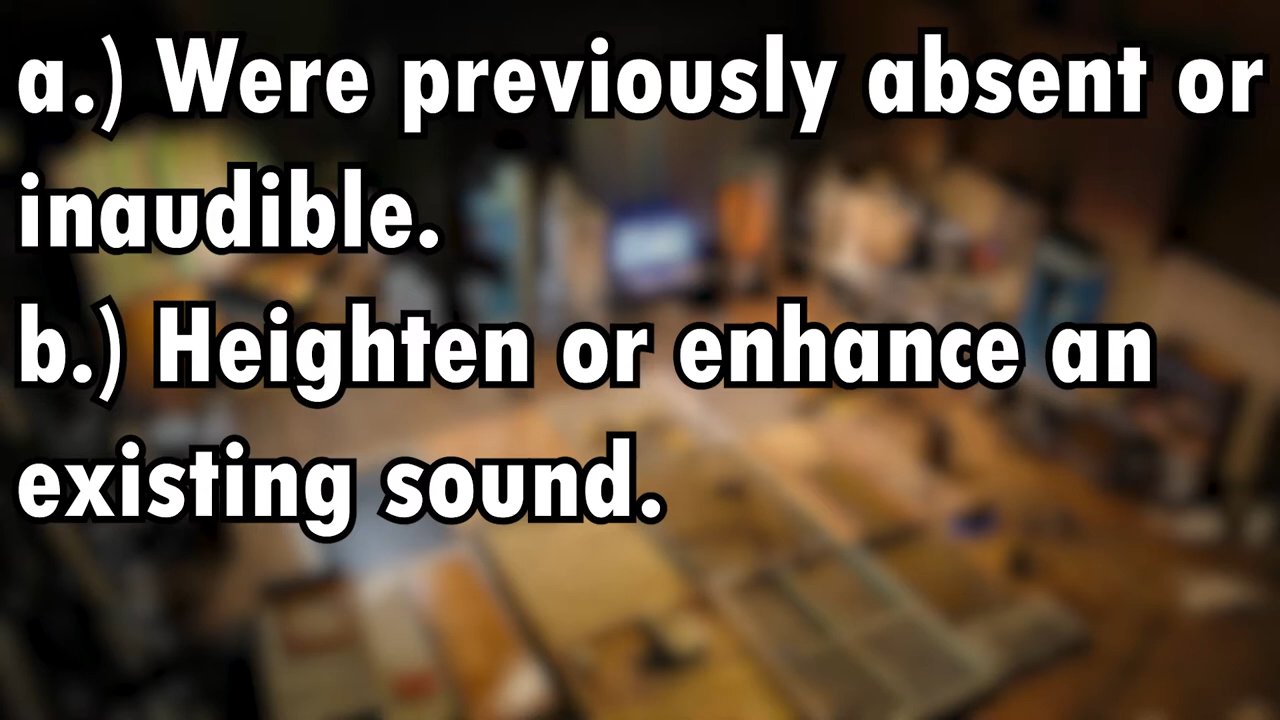 a.) Were previously absent or
inaudible.
b.) Heighten or enhance an
existing sound.